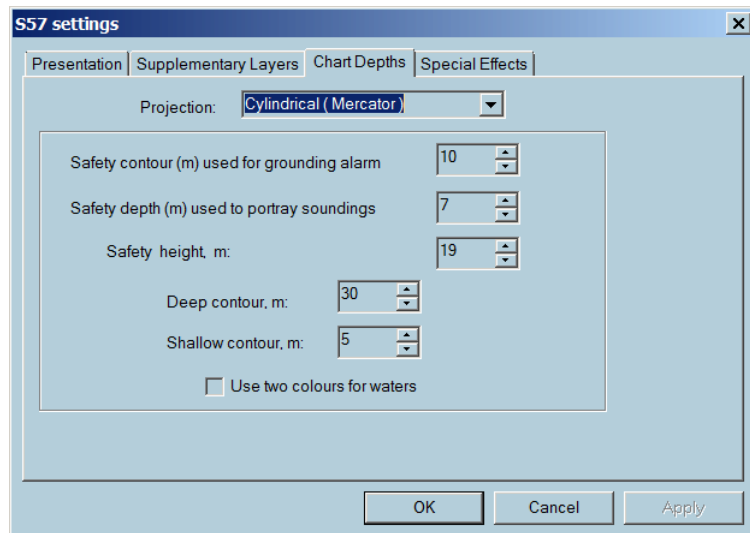 S57 settings
Presentation Supplementary Layers Chart Depths Special Effects
Projection: Cylindrical ( Mercator )
Safety contour (m) used for grounding alarm 10
Safety depth (m) used to portray soundings 7
Safety height, m: 19
Deep contour, m: 30
Shallow contour, m: 5
Use two colours for waters
OK Cancel Apply